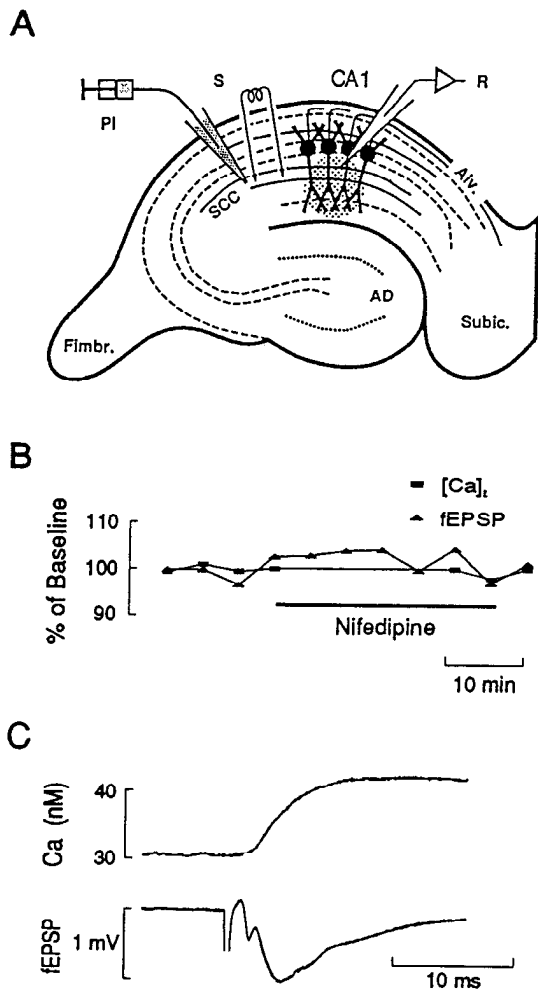 A
S
CA1
R
PI
SCC
Alv.
AD
Subic.
Fimbr.
B
[Ca]t
fEPSP
% of Baseline
110
100
90
Nifedipine
10 min
C
Ca (nM)
40
30
fEPSP
1 mV
10 ms